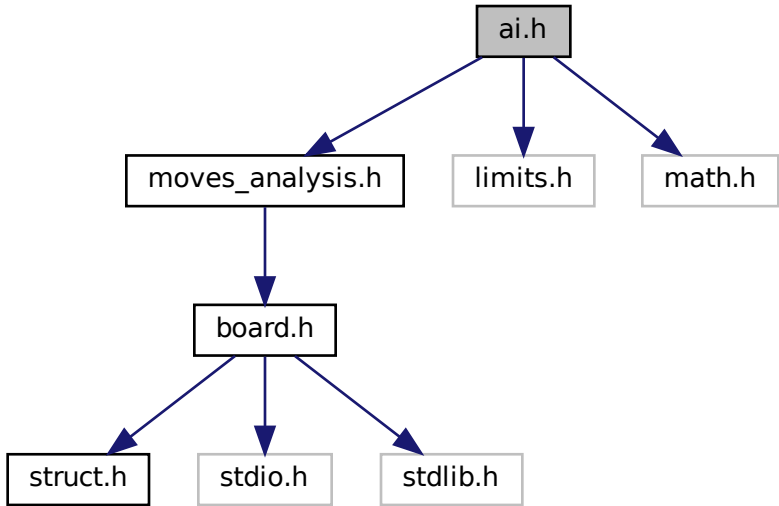 ai.h
moves_analysis.h
limits.h
math.h
board.h
struct.h
stdio.h
stdlib.h